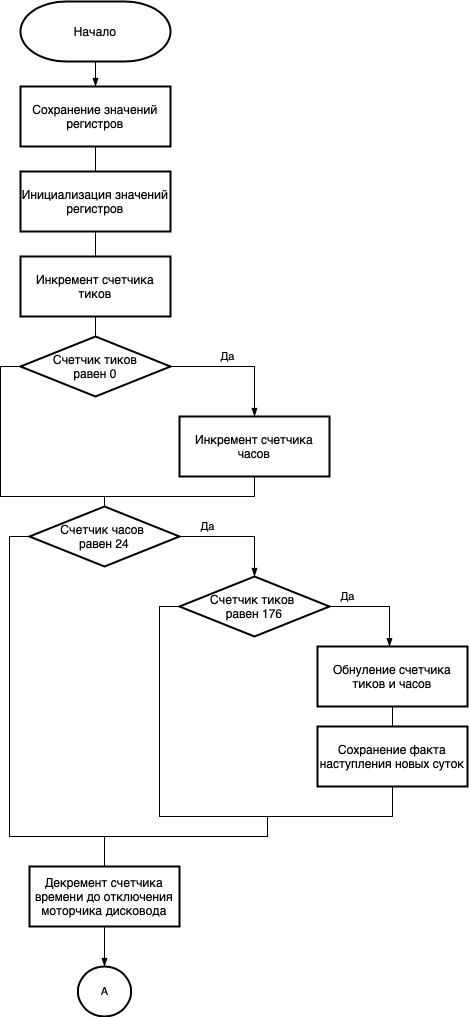 Начало
Сохранение значений
регистров
Инициализация значений
регистров
Инкремент счетчика
тиков
Счетчик тиков
равен 0
Да
Инкремент счетчика
часов
Счетчик часов
равен 24
Да
Счетчик тиков
равен 176
Да
Обнуление счетчика
тиков и часов
Сохранение факта
наступления новых суток
Декремент счетчика
времени до отключения
моторчика дисковода
А